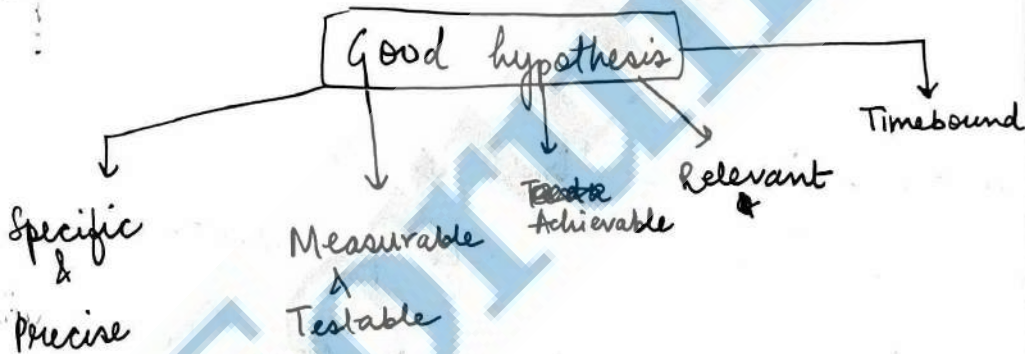 Good hypothesis
Timebound
Relevant
Achievable
Specific
&
Precise
Measurable
&
Testable